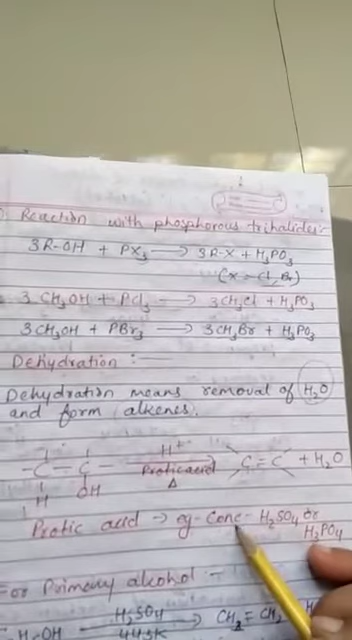 Reaction with phosphorous trihalides:-
3R-OH + PX₃ → 3R-X + H₃PO₃
(X = Cl, Br)
3 CH₃OH + PCl₃ → 3CH₃Cl + H₃PO₃
3CH₃OH + PBr₃ → 3CH₃Br + H₃PO₃
Dehydration :-
Dehydration means removal of H₂O
and form (alkenes).
-C-C- H⁺ Protic acid Δ → C=C + H₂O
H OH
Protic acid → eg- Conc- H₂SO₄ or
H₃PO₄
For Primary alcohol :-
H₂SO₄ 443K → CH₂ = CH₂